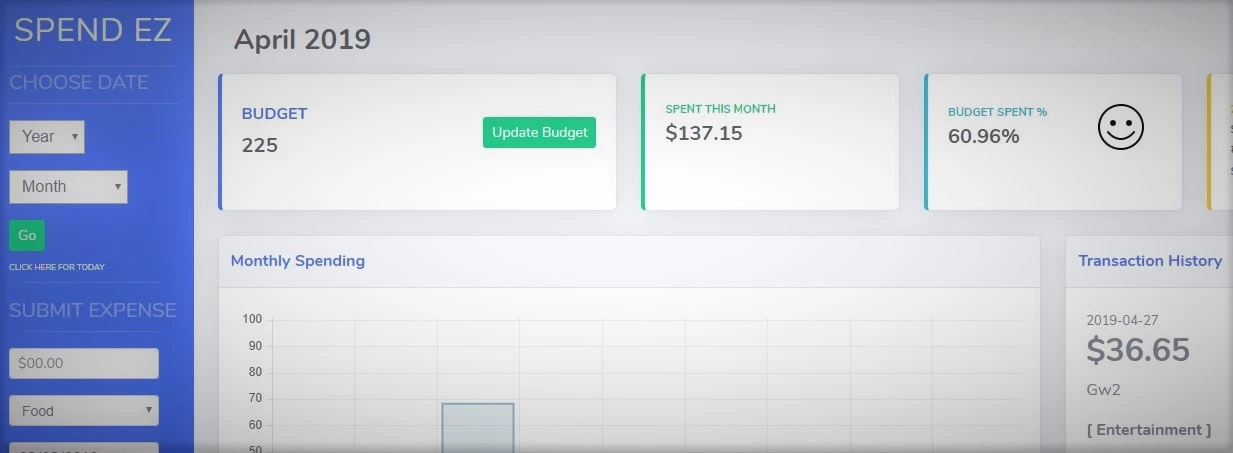 SPEND EZ
CHOOSE DATE
Year
Month
Go
CLICK HERE FOR TODAY
SUBMIT EXPENSE
$00.00
Food
April 2019
BUDGET
225
Update Budget
SPENT THIS MONTH
$137.15
BUDGET SPENT %
60.96%
Monthly Spending
100
90
80
70
60
50
Transaction History
2019-04-27
$36.65
Gw2
[ Entertainment ]